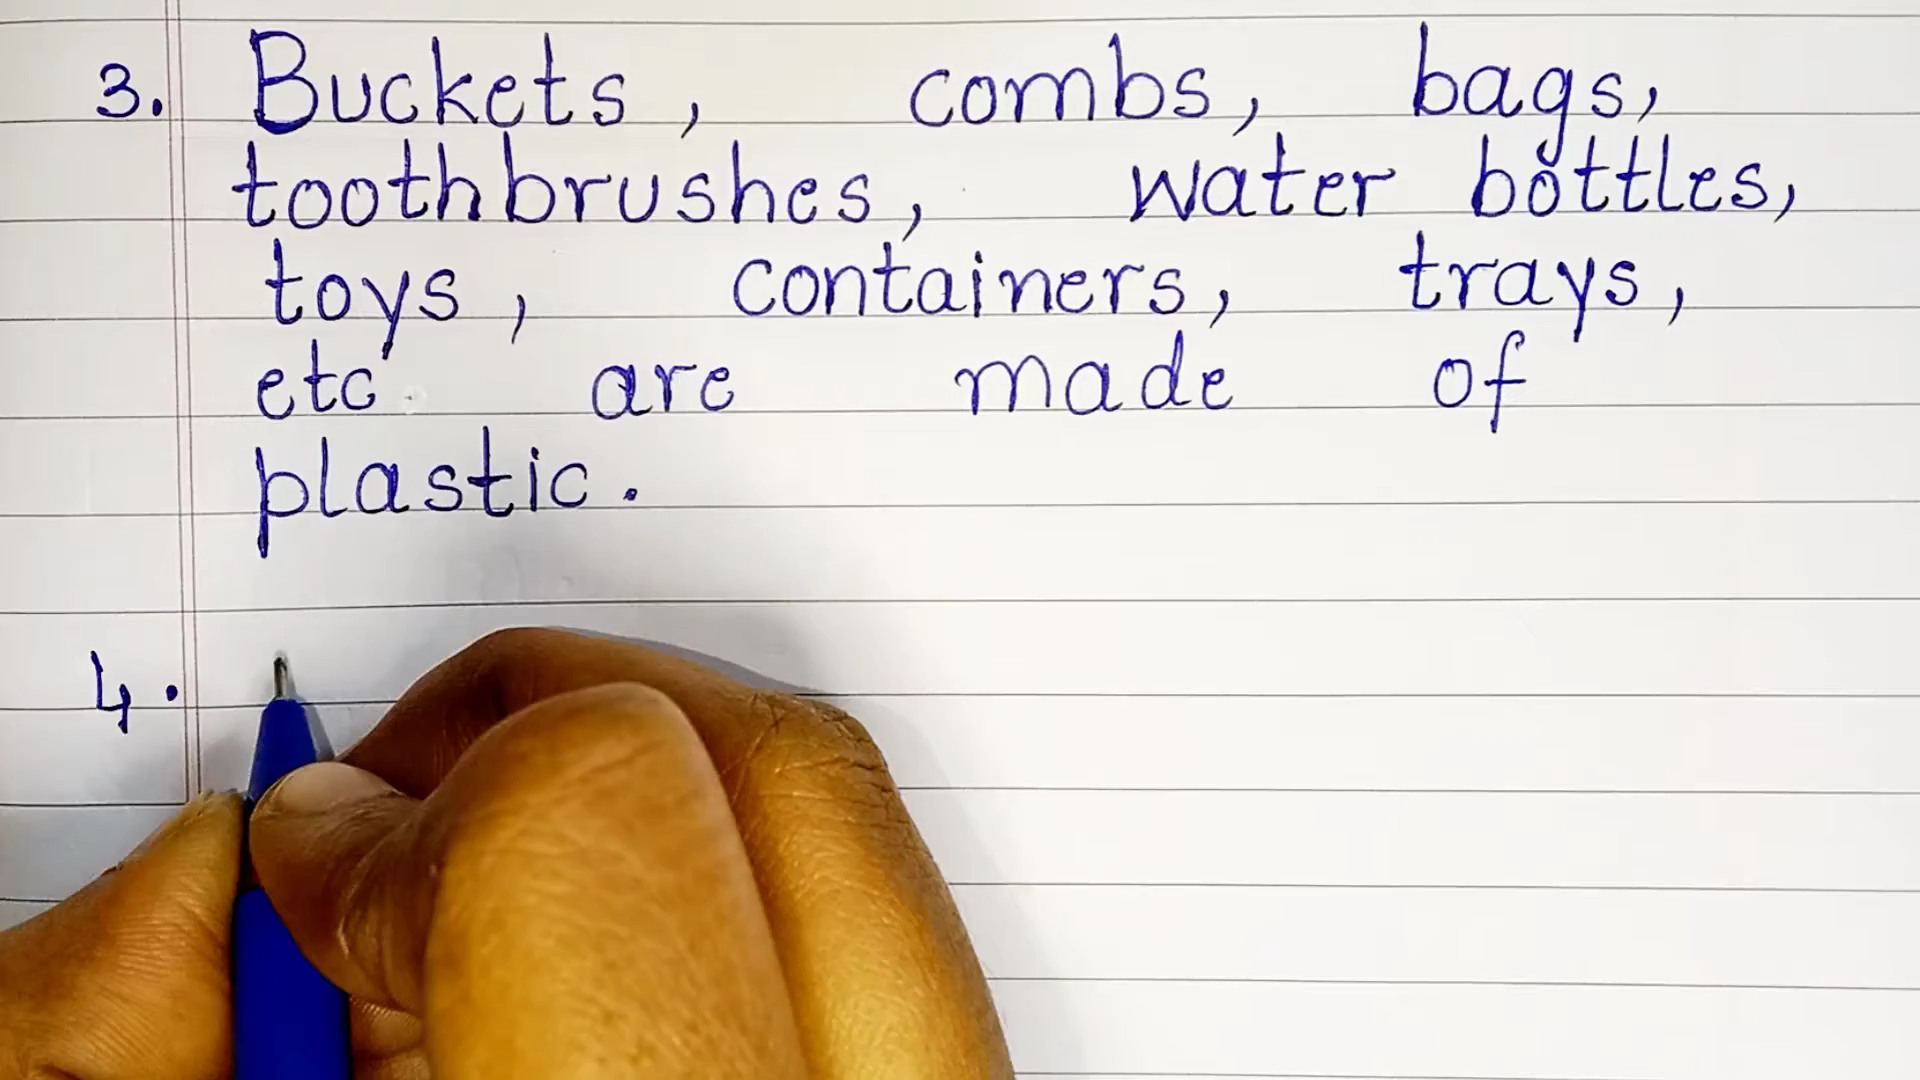 3. Buckets, combs, bags,
toothbrushes, water bottles,
toys, containers, trays,
etc are made of
plastic.
4.